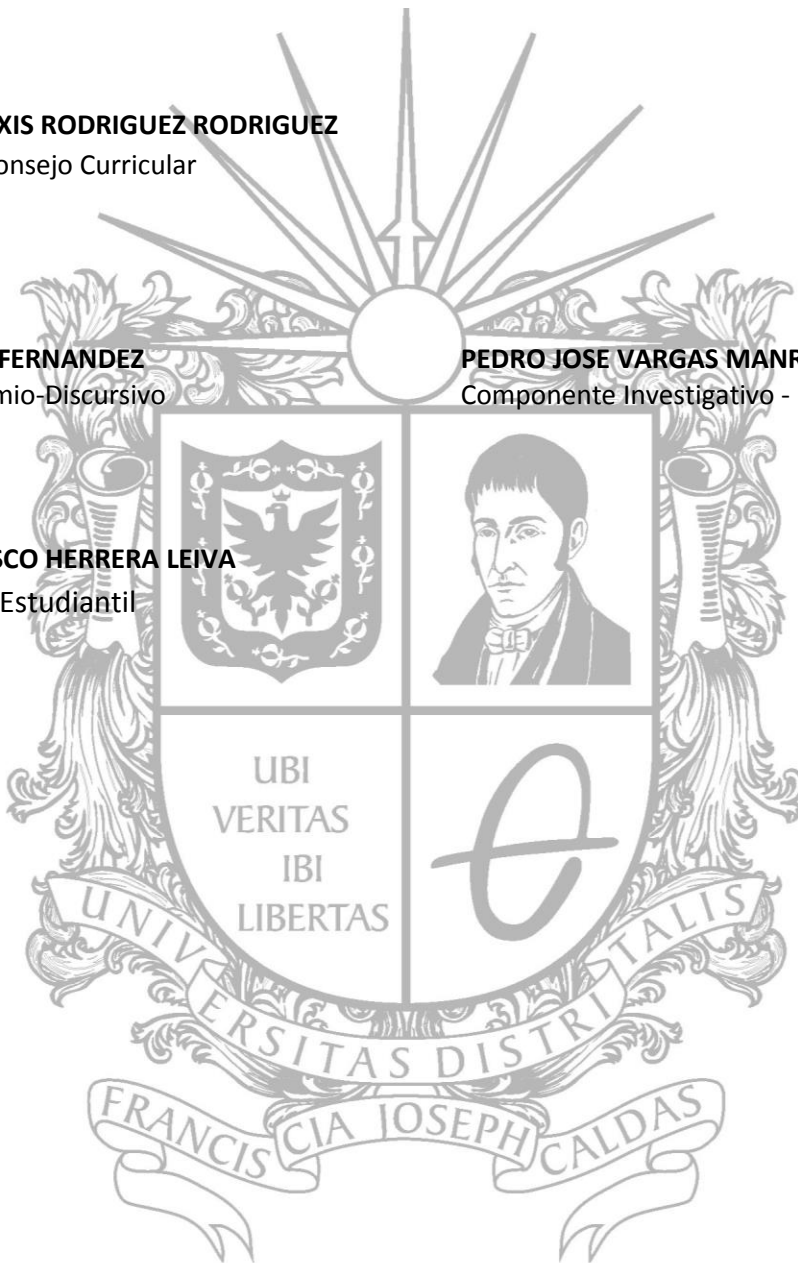 XIS RODRIGUEZ RODRIGUEZ
onsejo Curricular
FERNANDEZ
PEDRO JOSE VARGAS MANR
mio-Discursivo
Componente Investigativo -
SCO HERRERA LEIVA
Estudiantil
UBI
VERITAS
IBI
LIBERTAS
UNIVERSITAS DISTRITALIS
FRANCISCIA JOSEPH CALDAS